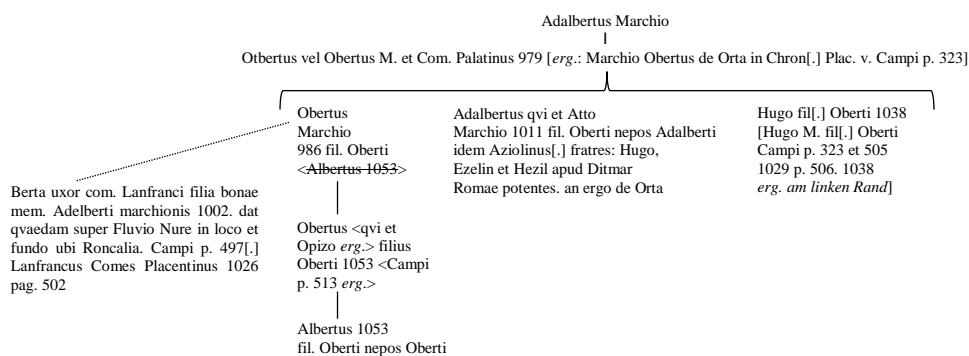 Adalbertus Marchio
Otbertus vel Obertus M. et Com. Palatinus 979 [erg.: Marchio Obertus de Orta in Chron[.] Plac. v. Campi p. 323]
Obertus
Marchio
986 fil. Oberti
<Albertus 1053>
Adalbertus qvi et Atto
Marchio 1011 fil. Oberti nepos Adalberti
idem Aziolinus[.] fratres: Hugo,
Ezelin et Hezil apud Ditmar
Romae potentes. an ergo de Orta
Hugo fil[.] Oberti 1038
[Hugo M. fil[.] Oberti
Campi p. 323 et 505
1029 p. 506. 1038
erg. am linken Rand]
Berta uxor com. Lanfranci filia bonae
mem. Adelberti marchionis 1002. dat
qvaedam super Fluvio Nure in loco et
fundo ubi Roncalia. Campi p. 497[.]
Lanfrancus Comes Placentinus 1026
pag. 502
Obertus <qvi et
Opizo erg.> filius
Oberti 1053 <Campi
p. 513 erg.>
Albertus 1053
fil. Oberti nepos Oberti